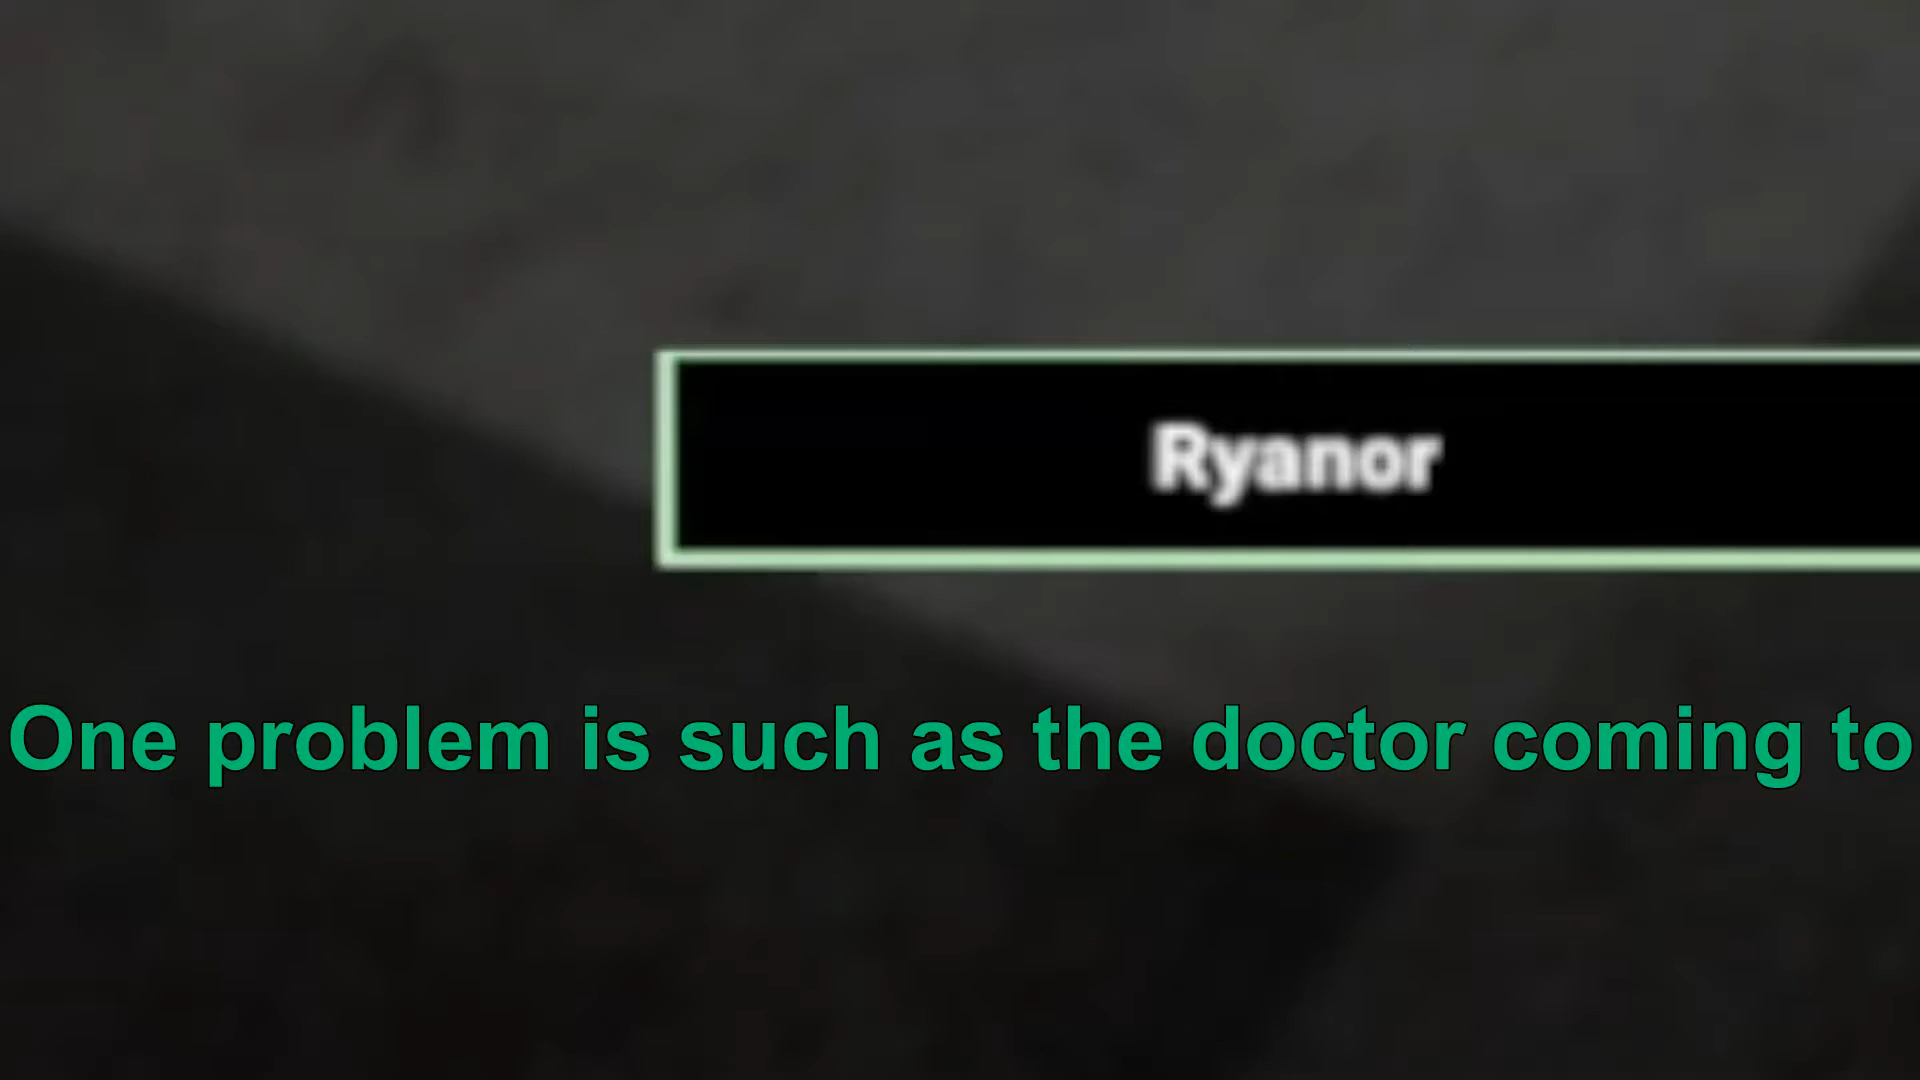 Ryanor
One problem is such as the doctor coming to